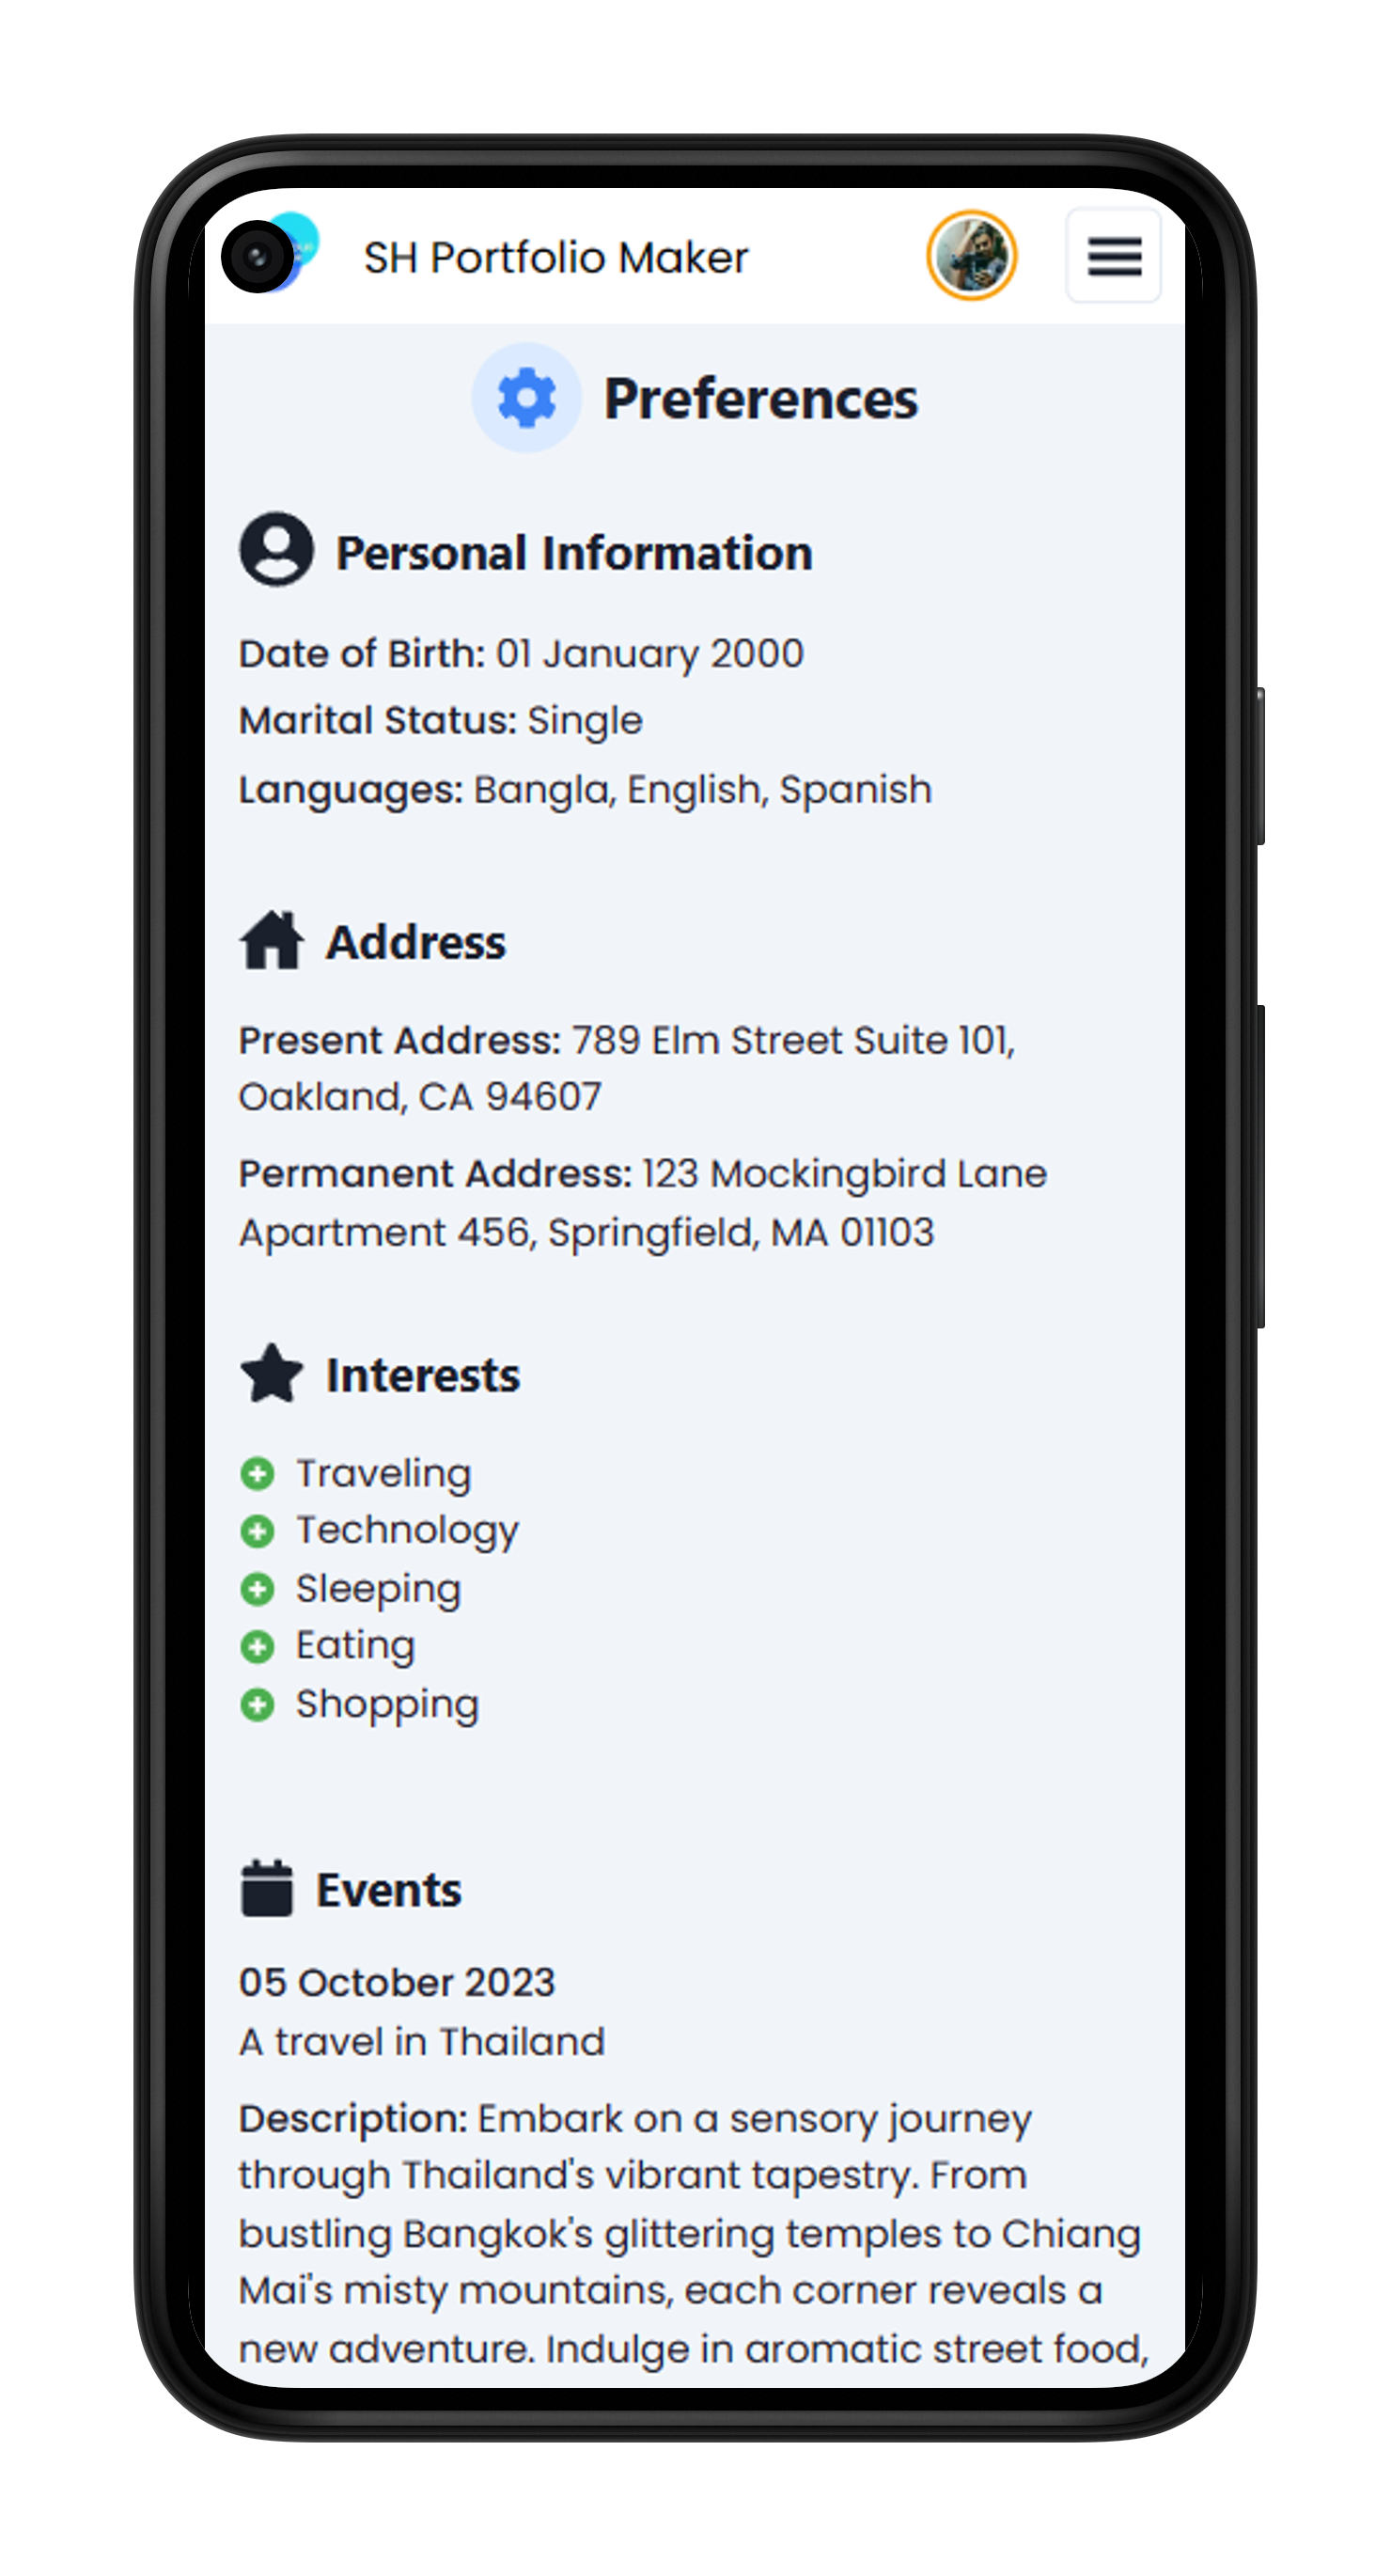 SH Portfolio Maker
Preferences
Personal Information
Date of Birth: 01 January 2000
Marital Status: Single
Languages: Bangla, English, Spanish
Address
Present Address: 789 Elm Street Suite 101,
Oakland, CA 94607
Permanent Address: 123 Mockingbird Lane
Apartment 456, Springfield, MA 01103
Interests
Traveling
Technology
Sleeping
Eating
Shopping
Events
05 October 2023
A travel in Thailand
Description: Embark on a sensory journey
through Thailand's vibrant tapestry. From
bustling Bangkok's glittering temples to Chiang
Mai's misty mountains, each corner reveals a
new adventure. Indulge in aromatic street food,